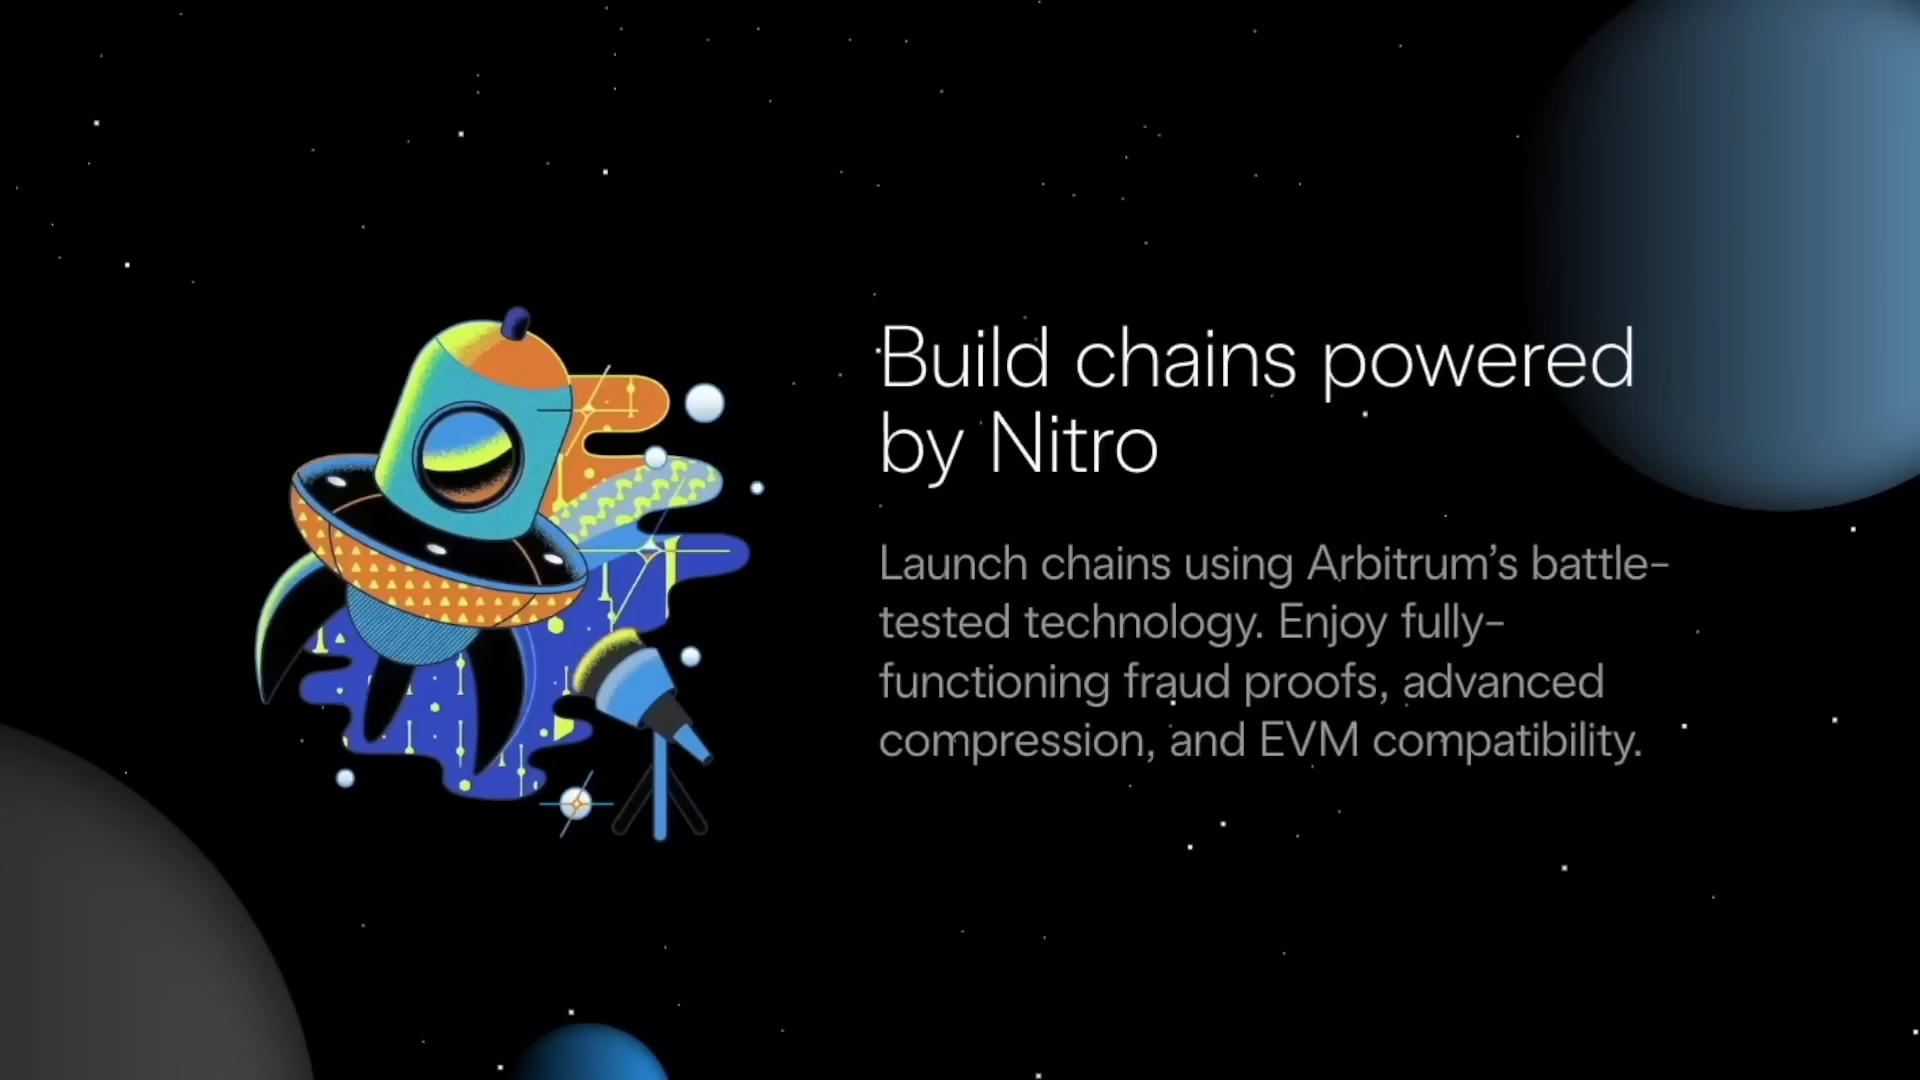 Build chains powered
by Nitro
Launch chains using Arbitrum’s battle-
tested technology. Enjoy fully-
functioning fraud proofs, advanced
compression, and EVM compatibility.